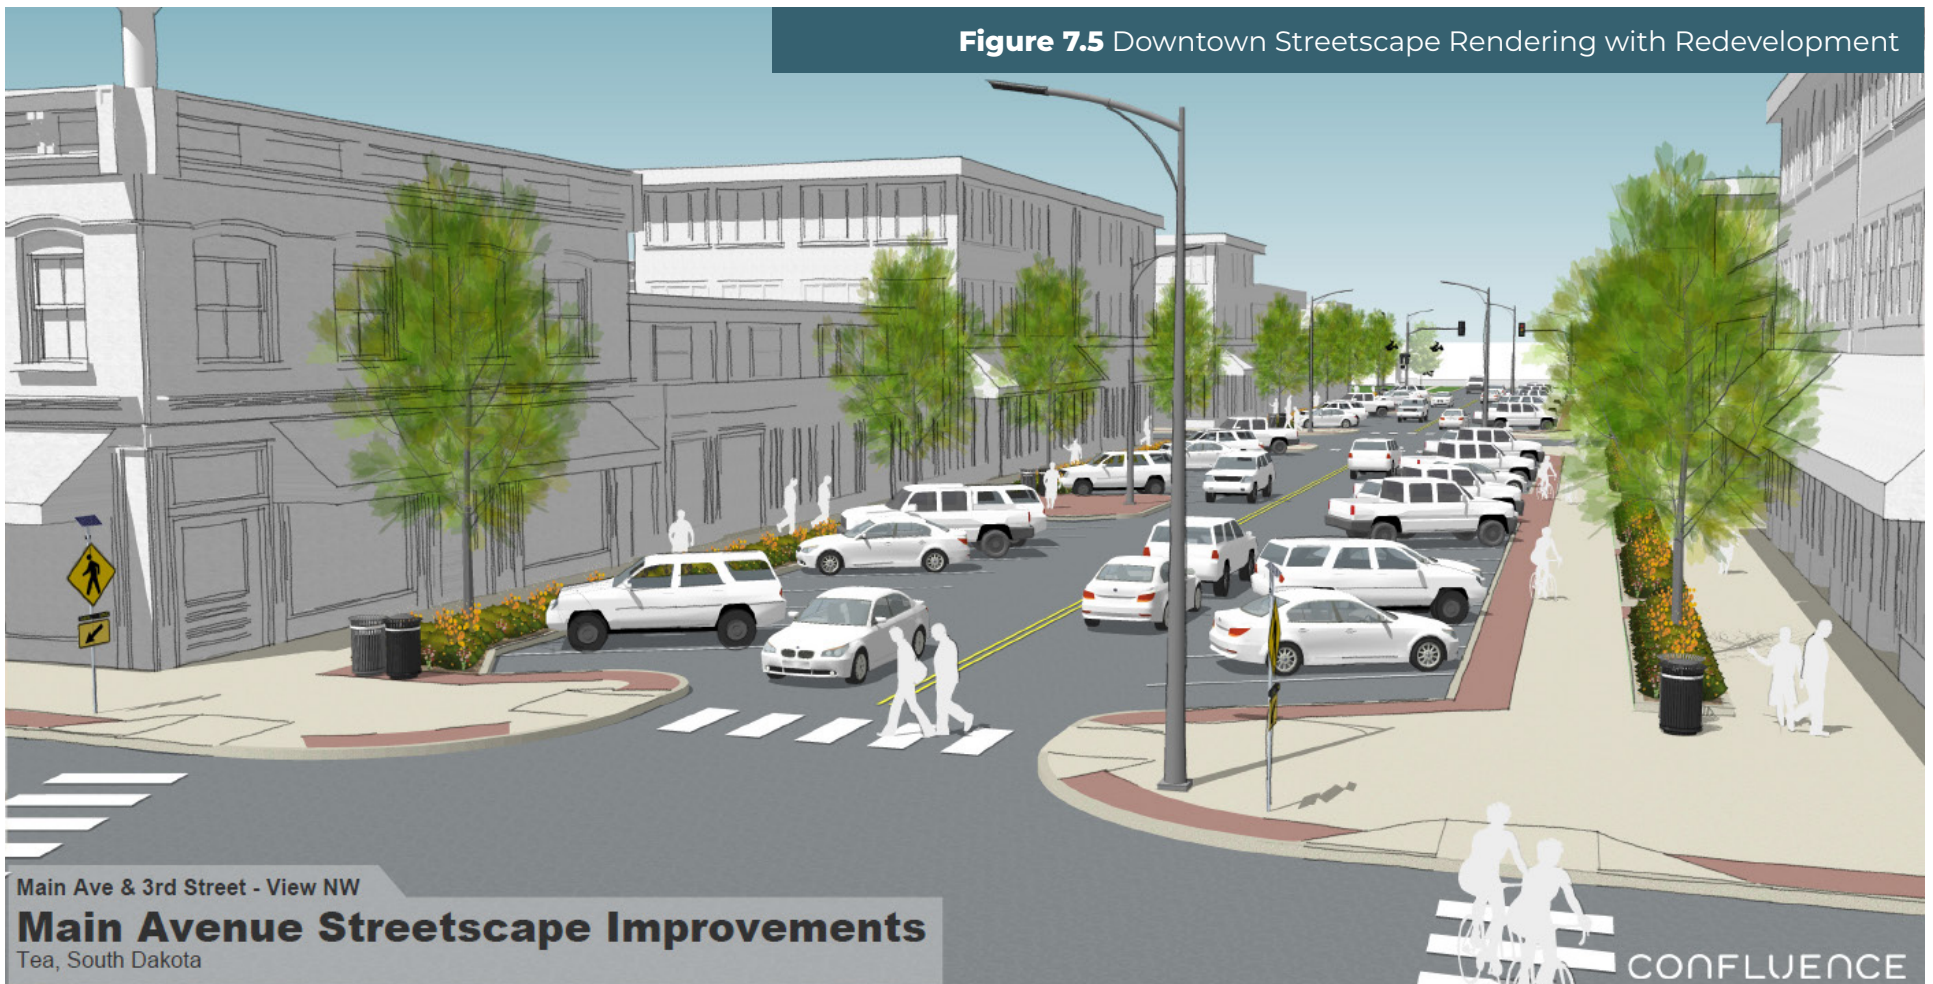 Figure 7.5 Downtown Streetscape Rendering with Redevelopment
Main Ave & 3rd Street - View NW
Main Avenue Streetscape Improvements
Tea, South Dakota
CONFLUENCE